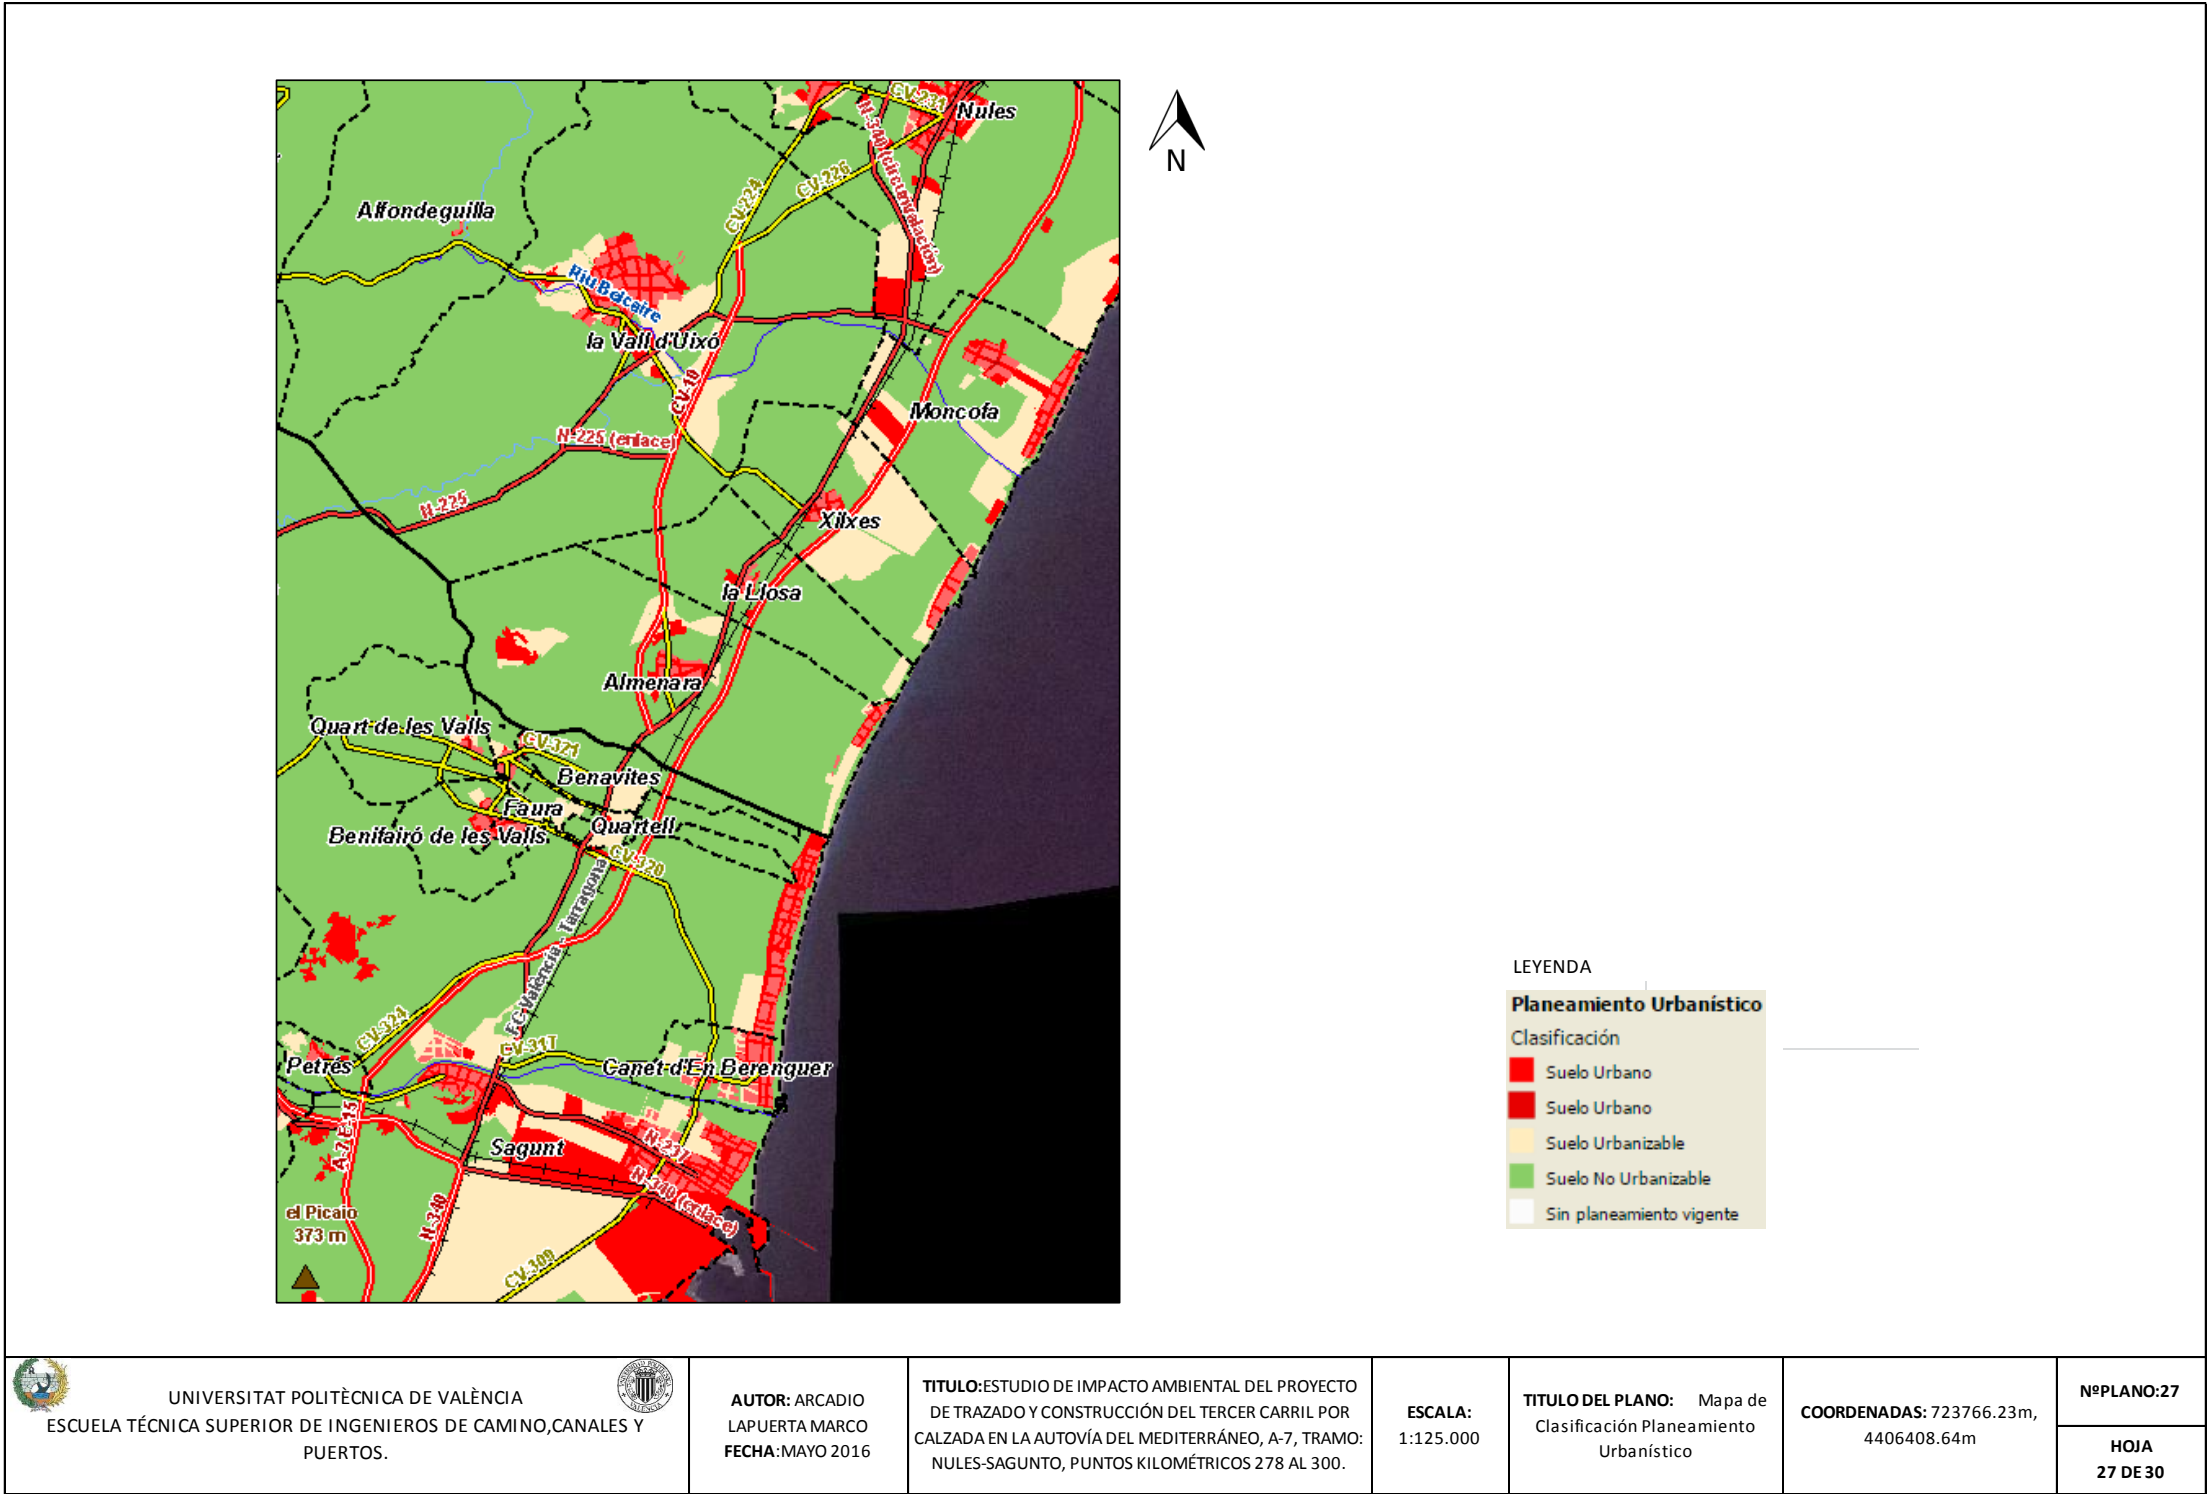 CV-231
Nules
N-340 (circunvalación)
CV-226
CV-224
Alfondeguilla
Riu Belcaire
la Vall d'Uixó
CV-10
Moncofa
N-225 (enlace)
N-225
Xilxes
la Llosa
Almenara
Quart de les Valls
CV-321
Benavites
Faura
Quartell
Benifairó de les Valls
CV-320
FC València - Tarragona
CV-324
CV-317
Petrés
Canet d'En Berenguer
A-7 E-15
Sagunt
N-237
N-340 (enlace)
N-340
el Picaio
373 m
CV-309
N
LEYENDA
Planeamiento Urbanístico
Clasificación
Suelo Urbano
Suelo Urbano
Suelo Urbanizable
Suelo No Urbanizable
Sin planeamiento vigente
UNIVERSITAT POLITÈCNICA DE VALÈNCIA
ESCUELA TÉCNICA SUPERIOR DE INGENIEROS DE CAMINO,CANALES Y
PUERTOS.
AUTOR: ARCADIO
LAPUERTA MARCO
FECHA:MAYO 2016
TITULO:ESTUDIO DE IMPACTO AMBIENTAL DEL PROYECTO
DE TRAZADO Y CONSTRUCCIÓN DEL TERCER CARRIL POR
CALZADA EN LA AUTOVÍA DEL MEDITERRÁNEO, A-7, TRAMO:
NULES-SAGUNTO, PUNTOS KILOMÉTRICOS 278 AL 300.
ESCALA:
1:125.000
TITULO DEL PLANO: Mapa de
Clasificación Planeamiento
Urbanístico
COORDENADAS: 723766.23m,
4406408.64m
NºPLANO:27
HOJA
27 DE 30